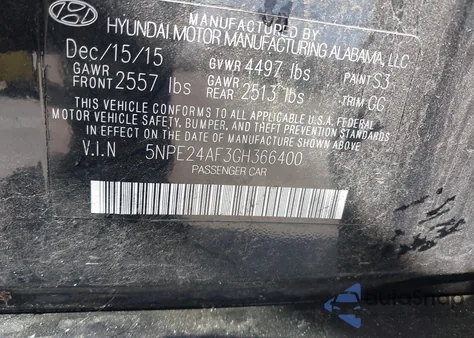 MANUFACTURED BY
HYUNDAI MOTOR MANUFACTURING ALABAMA, LLC
Dec/15/15 GVWR 4497 lbs PAINT S3
GAWR FRONT 2557 lbs GAWR REAR 2513 lbs TRIM GG
THIS VEHICLE CONFORMS TO ALL APPLICABLE U.S.A. FEDERAL
MOTOR VEHICLE SAFETY, BUMPER, AND THEFT PREVENTION STANDARDS
IN EFFECT ON THE DATE OF MANUFACTURE SHOWN ABOVE.
V.I.N 5NPE24AF3GH366400
PASSENGER CAR
AutoSnap